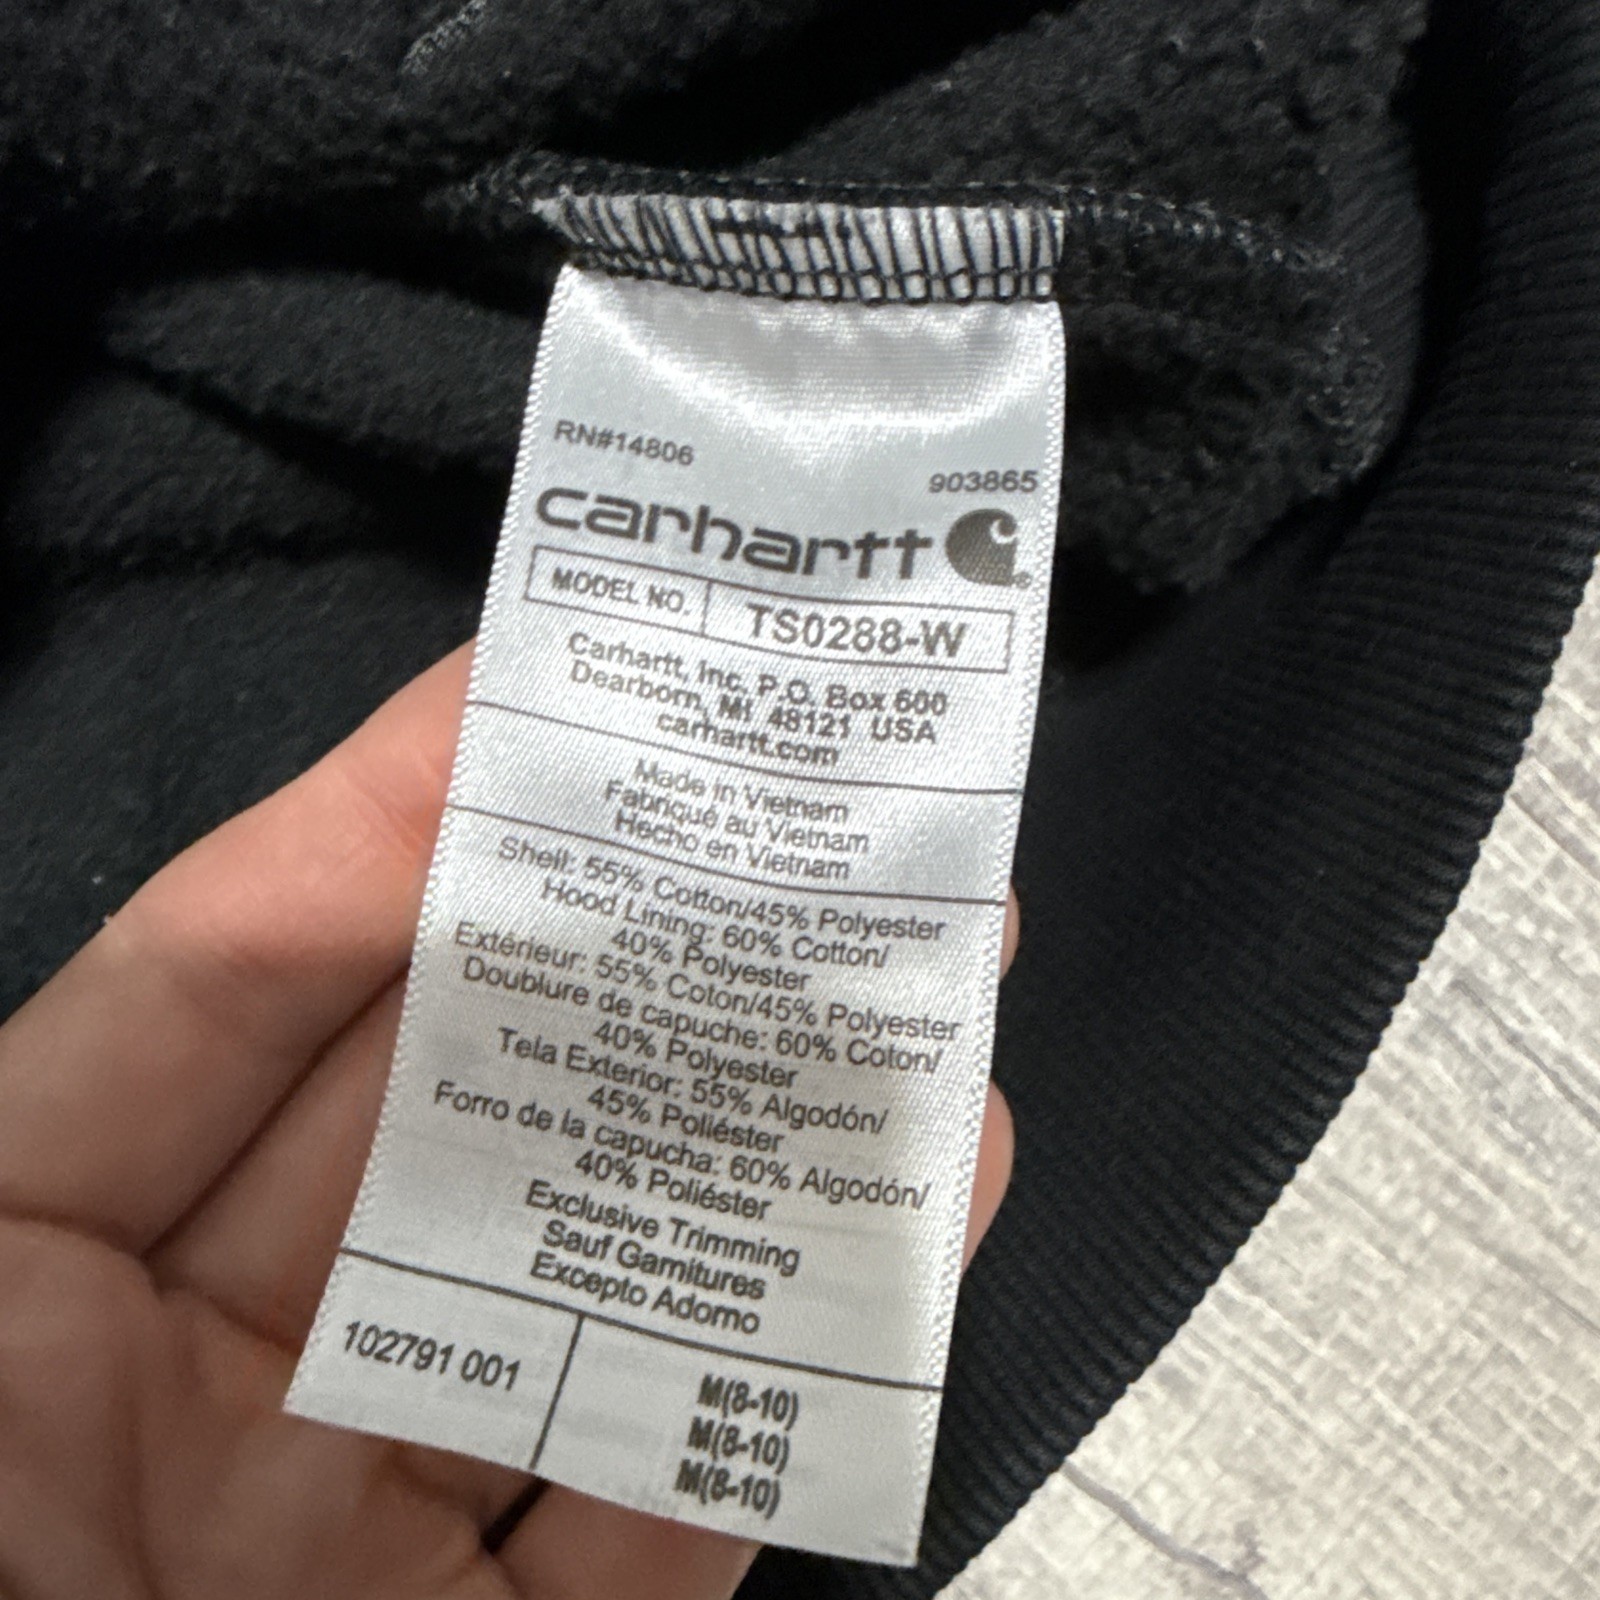 RN#14806
903865
carhartt
MODEL NO. TS0288-W
Carhartt, Inc. P.O. Box 600
Dearborn, MI 48121 USA
carhartt.com
Made in Vietnam
Fabriqué au Vietnam
Hecho en Vietnam
Shell: 55% Cotton/45% Polyester
Hood Lining: 60% Cotton/
40% Polyester
Extérieur: 55% Coton/45% Polyester
Doublure de capuche: 60% Coton/
40% Polyester
Tela Exterior: 55% Algodón/
45% Poliéster
Forro de la capucha: 60% Algodón/
40% Poliéster
Exclusive Trimming
Sauf Garnitures
Excepto Adorno
102791 001
M(8-10)
M(8-10)
M(8-10)